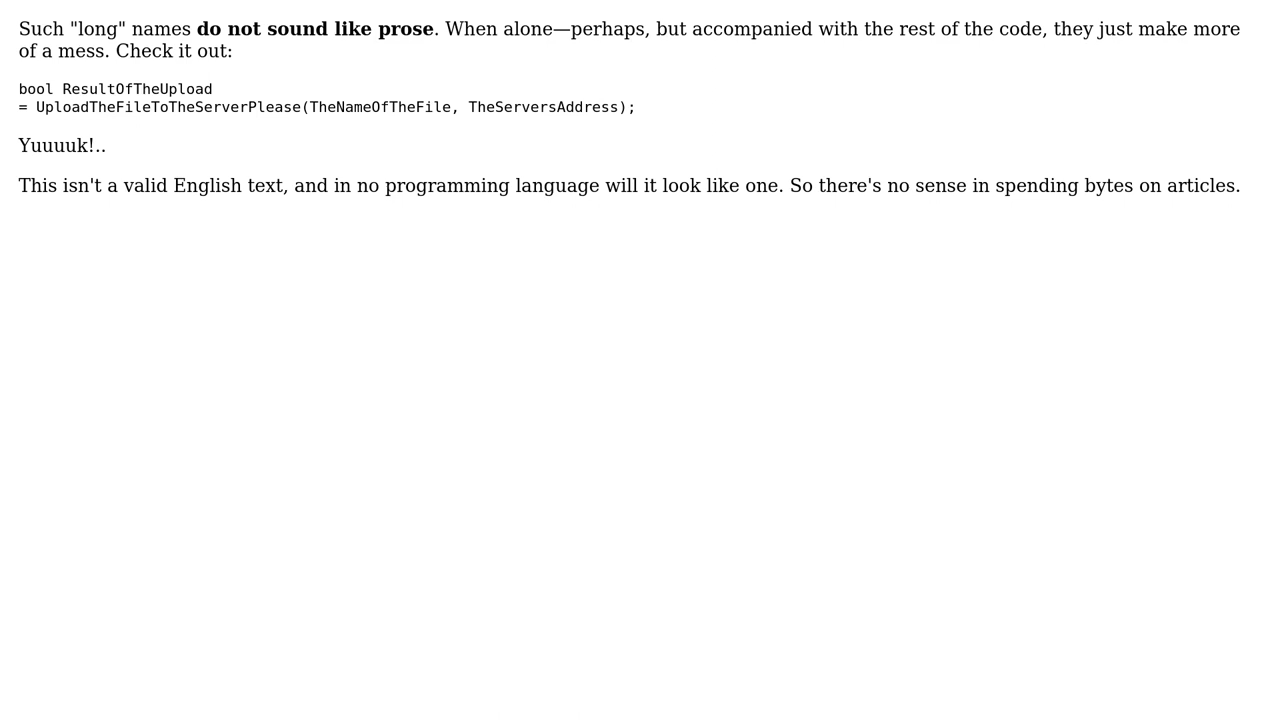 Such "long" names do not sound like prose. When alone—perhaps, but accompanied with the rest of the code, they just make more
of a mess. Check it out:
bool ResultOfTheUpload
= UploadTheFileToTheServerPlease(TheNameOfTheFile, TheServersAddress);
Yuuuuk!..
This isn't a valid English text, and in no programming language will it look like one. So there's no sense in spending bytes on articles.